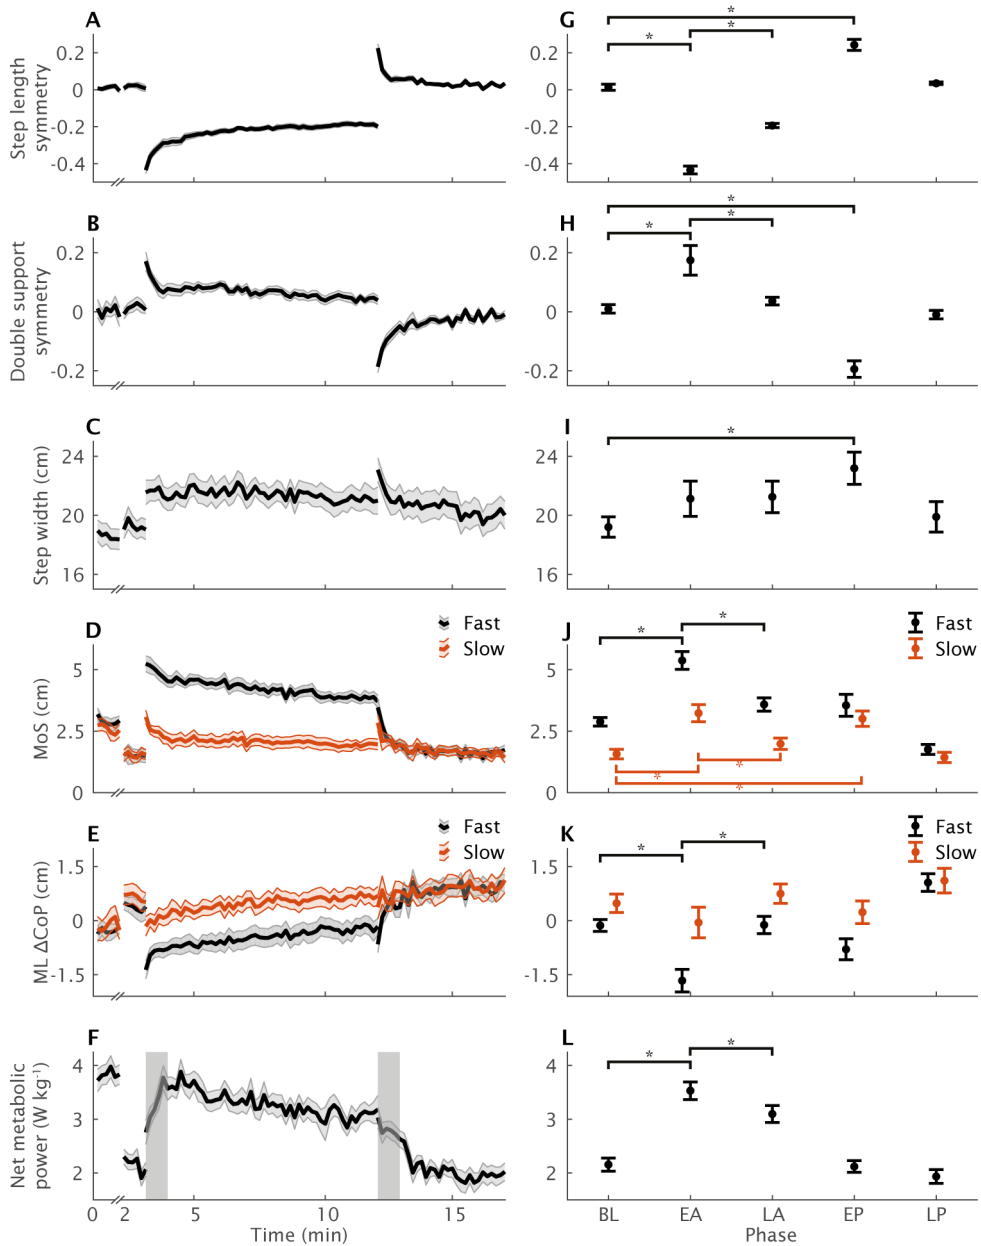 A
Step length
symmetry
0.2
0
-0.2
-0.4
G
*
*
*
B
Double support
symmetry
0.2
0
-0.2
H
*
*
*
C
Step width (cm)
24
20
16
I
*
D
MoS (cm)
5
2.5
0
Fast
Slow
J
*
*
*
*
*
Fast
Slow
E
ML ΔCoP (cm)
1.5
0
-1.5
Fast
Slow
K
*
*
Fast
Slow
F
Net metabolic
power (W kg-1)
4
3
2
L
*
*
0 2 5 10 15
Time (min)
BL EA LA EP LP
Phase